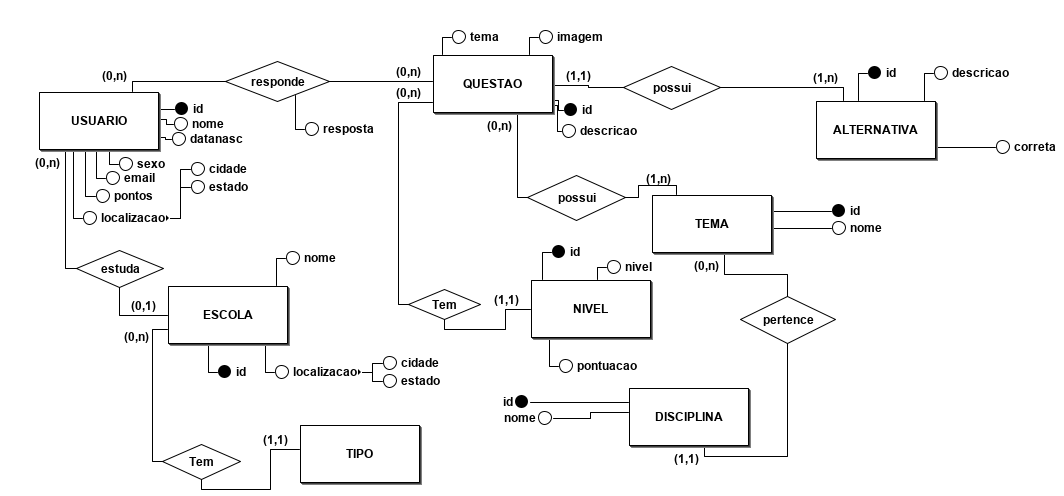 tema
imagem
(0,n)
responde
(0,n)
QUESTAO
(1,1)
possui
(1,n)
id
descricao
USUARIO
id
nome
datanasc
resposta
(0,n)
id
descricao
(0,n)
ALTERNATIVA
correta
(0,n)
sexo
email
pontos
localizacao
cidade
estado
possui
(1,n)
TEMA
id
nome
estuda
nome
id
nivel
(0,n)
pertence
(0,1)
ESCOLA
(0,n)
Tem
(1,1)
NIVEL
pontuacao
id
localizacao
cidade
estado
id
nome
DISCIPLINA
(1,1)
Tem
(1,1)
TIPO